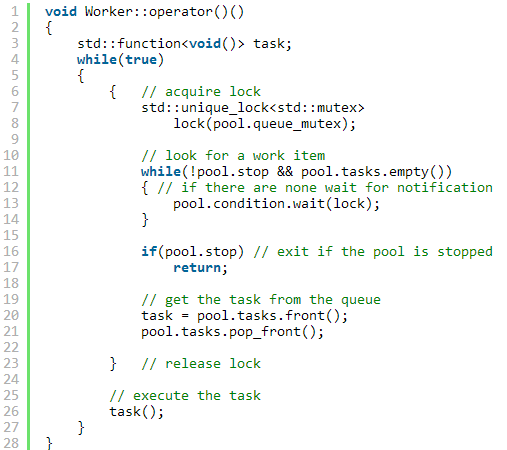 1 void Worker::operator()()
2 {
3     std::function<void()> task;
4     while(true)
5     {
6         {   // acquire lock
7             std::unique_lock<std::mutex>
8                 lock(pool.queue_mutex);
9
10             // look for a work item
11             while(!pool.stop && pool.tasks.empty())
12             { // if there are none wait for notification
13                 pool.condition.wait(lock);
14             }
15
16             if(pool.stop) // exit if the pool is stopped
17                 return;
18
19             // get the task from the queue
20             task = pool.tasks.front();
21             pool.tasks.pop_front();
22
23         }   // release lock
24
25         // execute the task
26         task();
27     }
28 }